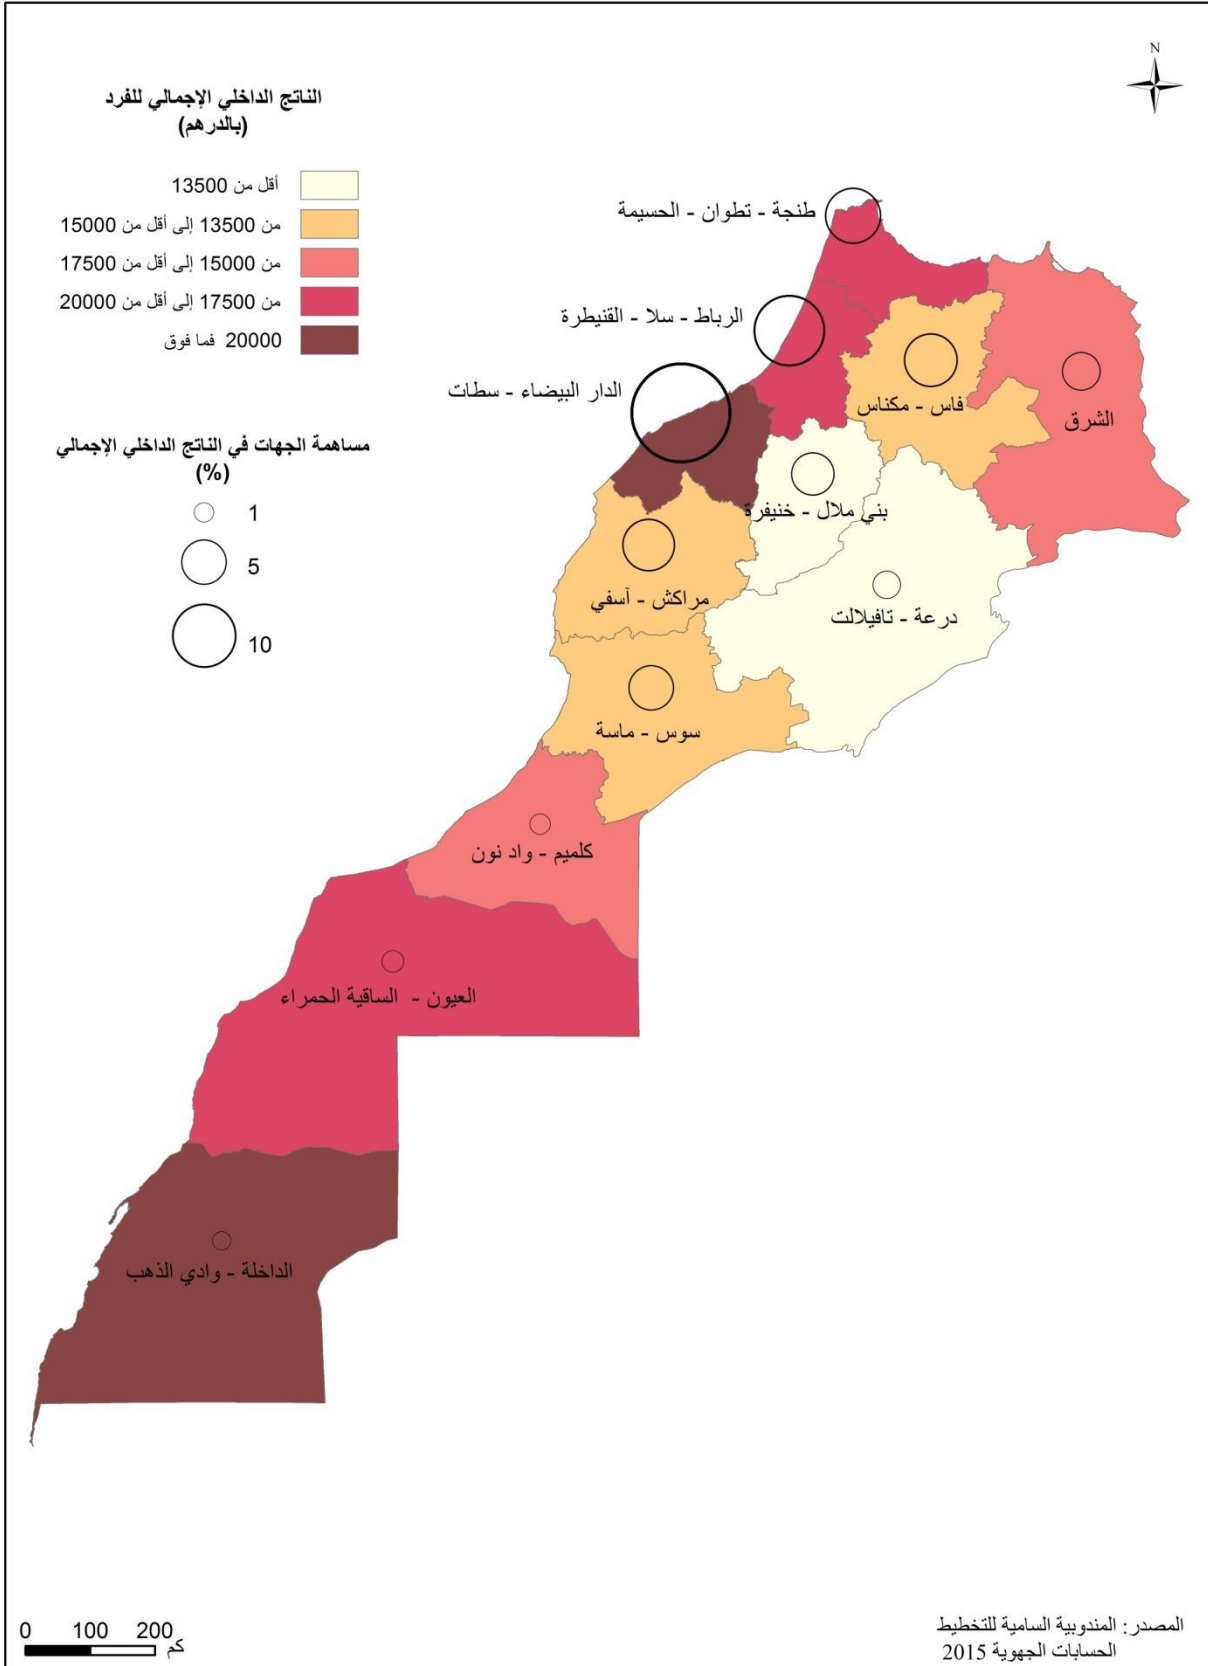 N
الناتج الداخلي الإجمالي للفرد
(بالدرهم)
أقل من 13500
من 13500 إلى أقل من 15000
من 15000 إلى أقل من 17500
من 17500 إلى أقل من 20000
20000 فما فوق
مساهمة الجهات في الناتج الداخلي الإجمالي
(%)
1
5
10
طنجة - تطوان - الحسيمة
الرباط - سلا - القنيطرة
الدار البيضاء - سطات
فاس - مكناس
الشرق
بني ملال - خنيفرة
مراكش - آسفي
درعة - تافيلالت
سوس - ماسة
كلميم - واد نون
العيون - الساقية الحمراء
الداخلة - وادي الذهب
0 100 200
كم
المصدر: المندوبية السامية للتخطيط
الحسابات الجهوية 2015